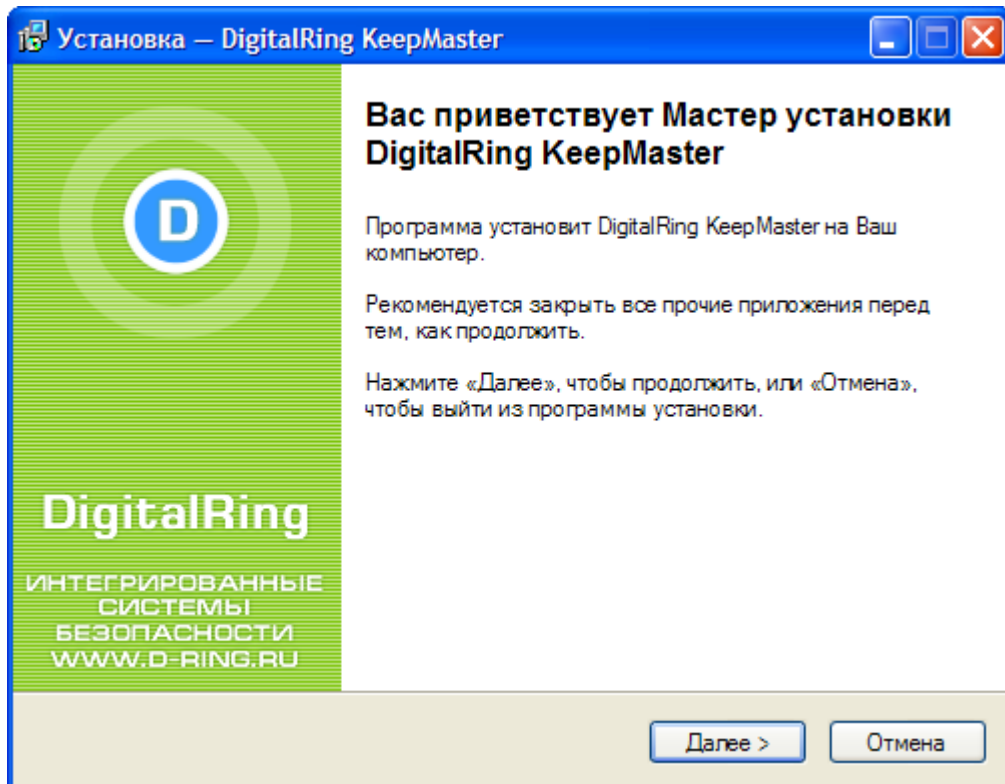 Установка — DigitalRing KeepMaster
D
DigitalRing
ИНТЕГРИРОВАННЫЕ
СИСТЕМЫ
БЕЗОПАСНОСТИ
WWW.D-RING.RU
Вас приветствует Мастер установки
DigitalRing KeepMaster
Программа установит DigitalRing KeepMaster на Ваш
компьютер.
Рекомендуется закрыть все прочие приложения перед
тем, как продолжить.
Нажмите «Далее», чтобы продолжить, или «Отмена»,
чтобы выйти из программы установки.
Далее >
Отмена